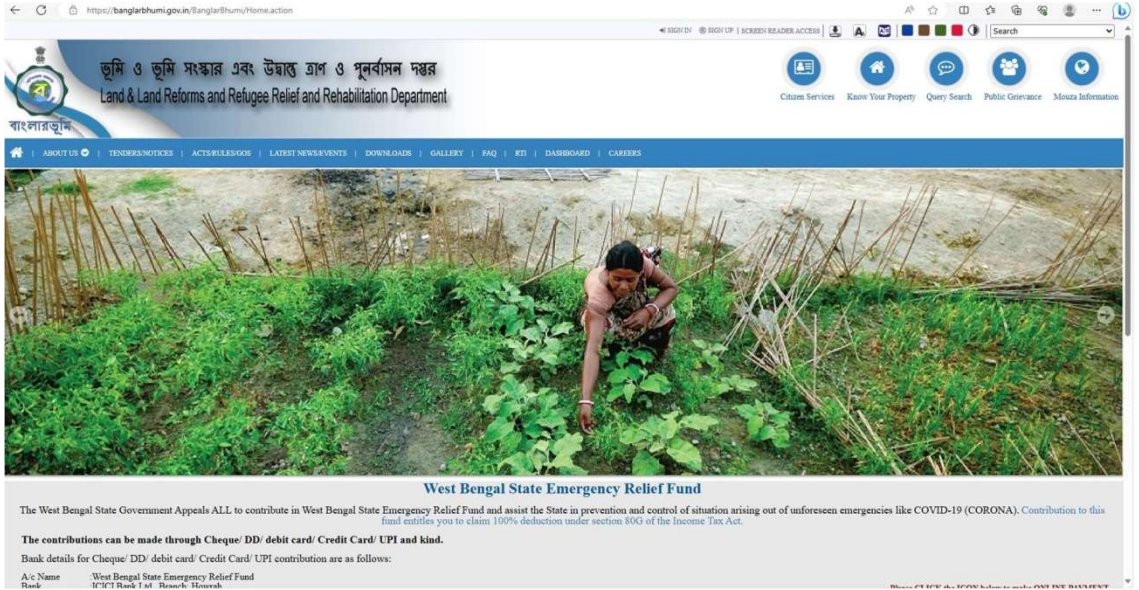 https://banglarbhumi.gov.in/BanglarBhumi/Home.action
SIGN IN SIGN UP | SCREEN READER ACCESS | A A Search
ভূমি ও ভূমি সংস্কার এবং উদ্বাস্তু ত্রাণ ও পুনর্বাসন দপ্তর
Land & Land Reforms and Refugee Relief and Rehabilitation Department
বাংলারভূমি
Citizen Services Know Your Property Query Search Public Grievance Mouza Information
ABOUT US | TENDERS/NOTICES | ACTS/RULES/GOS | LATEST NEWS/EVENTS | DOWNLOADS | GALLERY | FAQ | RTI | DASHBOARD | CAREERS
West Bengal State Emergency Relief Fund
The West Bengal State Government Appeals ALL to contribute in West Bengal State Emergency Relief Fund and assist the State in prevention and control of situation arising out of unforeseen emergencies like COVID-19 (CORONA). Contribution to this
fund entitles you to claim 100% deduction under section 80G of the Income Tax Act.
The contributions can be made through Cheque/ DD/ debit card/ Credit Card/ UPI and kind.
Bank details for Cheque/ DD/ debit card/ Credit Card/ UPI contribution are as follows:
A/c Name :West Bengal State Emergency Relief Fund
Bank :ICICI Bank Ltd., Branch: Howrah
Please CLICK the ICON below to make ONLINE PAYMENT